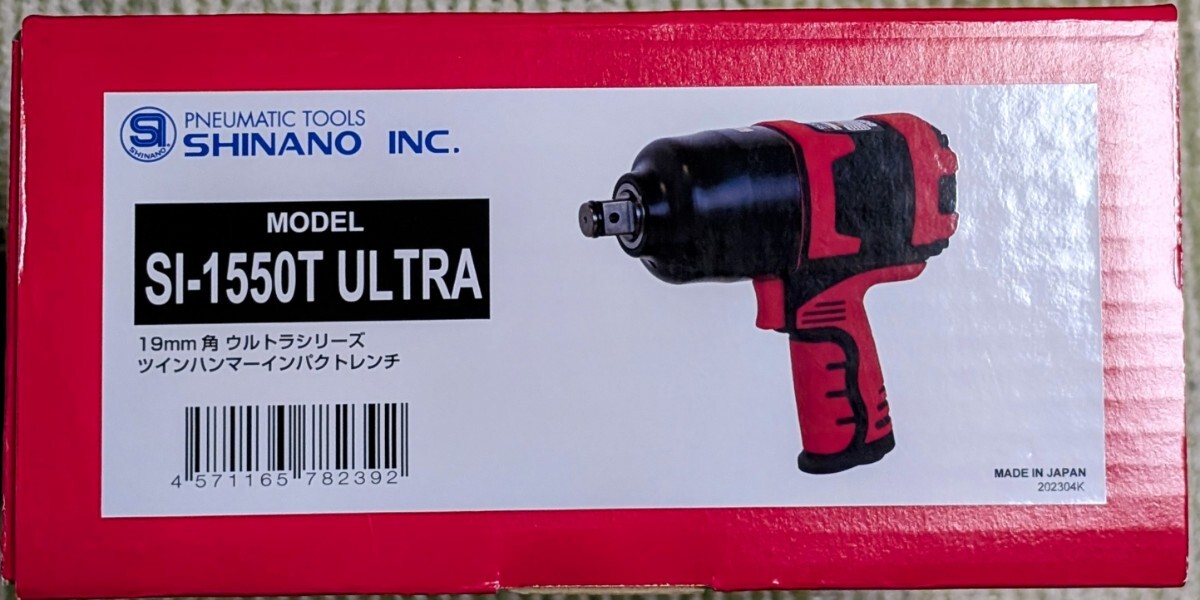 SI
SHINANO
PNEUMATIC TOOLS
SHINANO INC.
MODEL
SI-1550T ULTRA
19mm 角 ウルトラシリーズ
ツインハンマーインパクトレンチ
4 571165 782392
MADE IN JAPAN
202304K